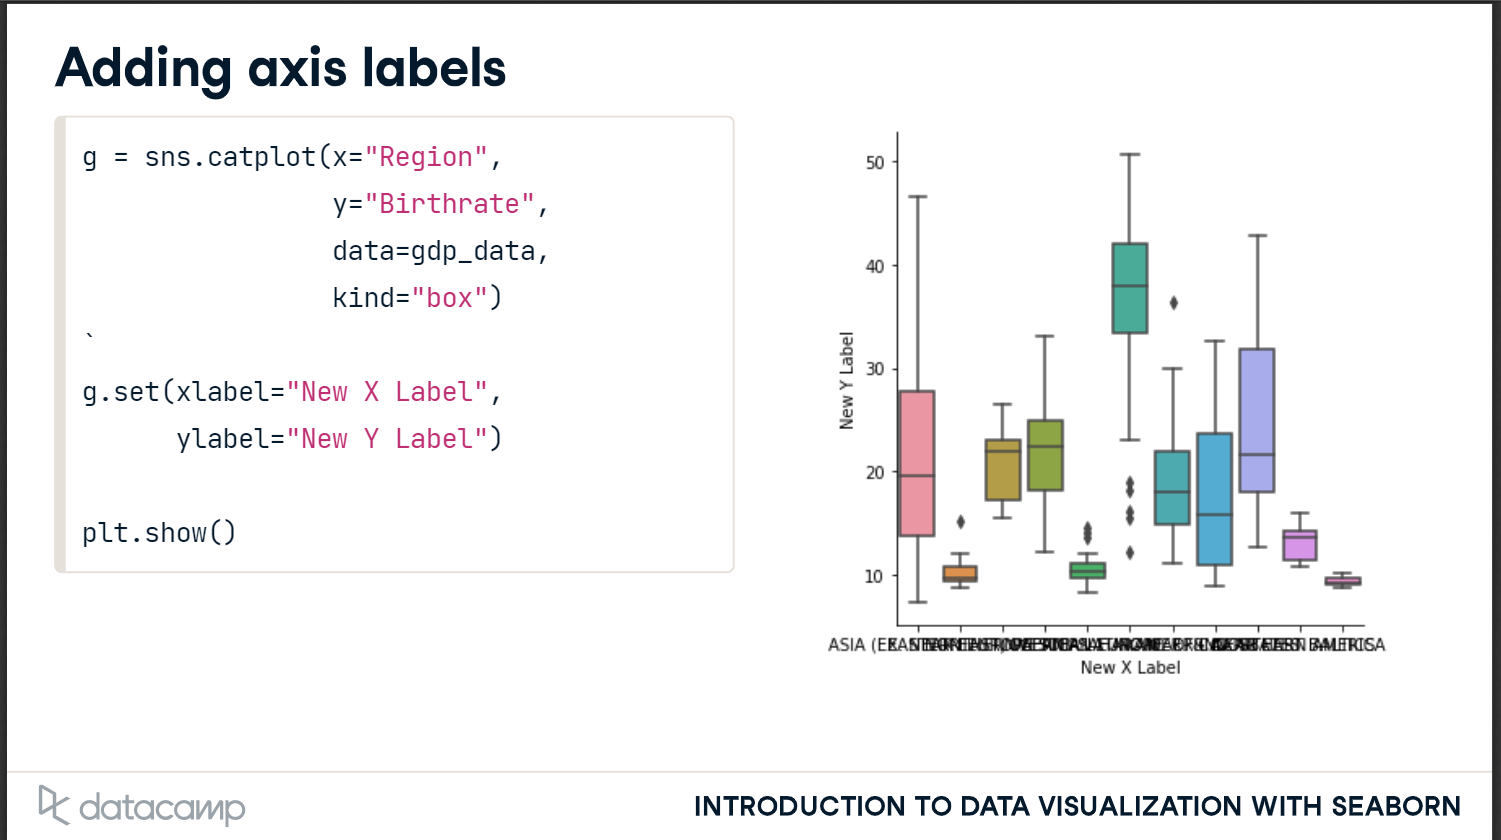 Adding axis labels
g = sns.catplot(x="Region",
y="Birthrate",
data=gdp_data,
kind="box")
`
g.set(xlabel="New X Label",
ylabel="New Y Label")
plt.show()
50
40
30
20
10
New Y Label
ASIA (EX
New X Label
datacamp
INTRODUCTION TO DATA VISUALIZATION WITH SEABORN